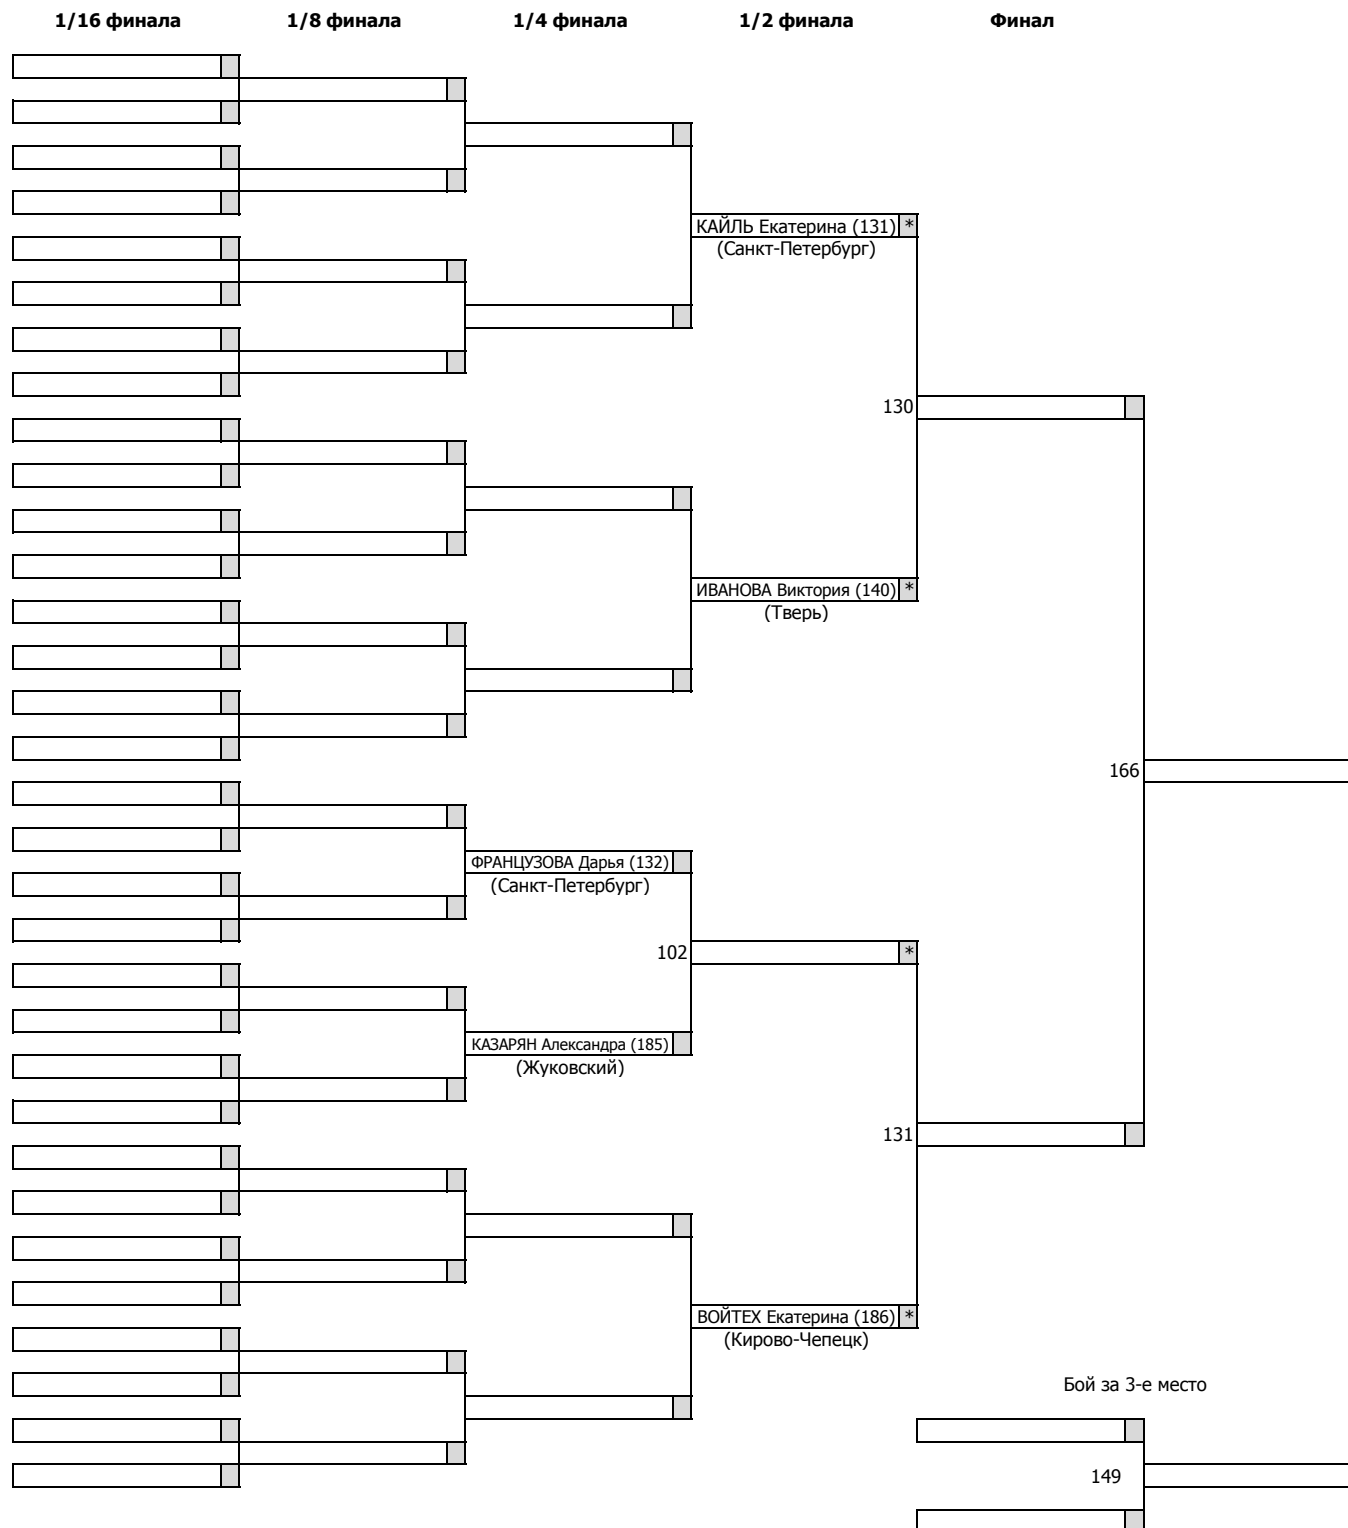 1/16 финала 1/8 финала 1/4 финала 1/2 финала Финал
КАЙЛЬ Екатерина (131) *
(Санкт-Петербург)
130
ИВАНОВА Виктория (140) *
(Тверь)
166
ФРАНЦУЗОВА Дарья (132)
(Санкт-Петербург)
102 *
КАЗАРЯН Александра (185)
(Жуковский)
131
ВОЙТЕХ Екатерина (186) *
(Кирово-Чепецк)
Бой за 3-е место
149